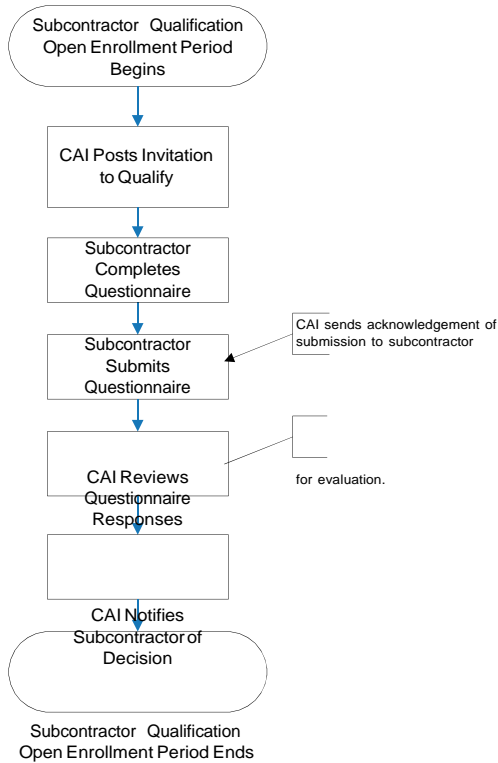 Subcontractor Qualification
Open Enrollment Period
Begins
CAI Posts Invitation
to Qualify
Subcontractor
Completes
Questionnaire
Subcontractor
Submits
Questionnaire
CAI sends acknowledgement of
submission to subcontractor
CAI Reviews
Questionnaire
Responses
for evaluation.
CAI Notifies
Subcontractor of
Decision
Subcontractor Qualification
Open Enrollment Period Ends